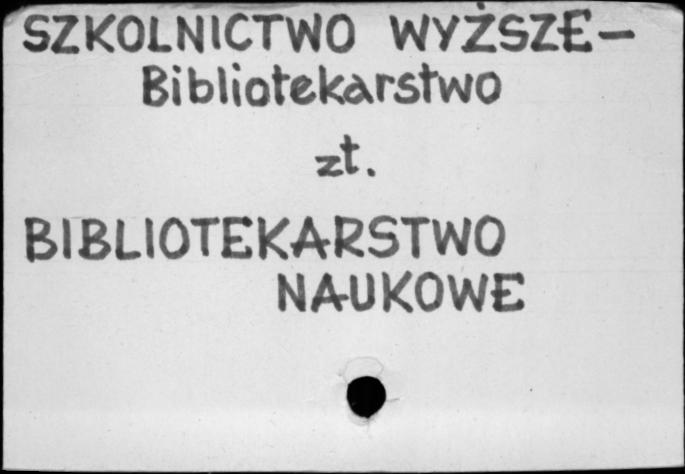 SZKOLNICTWO WYŻSZE-
Bibliotekarstwo
zt.
BIBLIOTEKARSTWO
NAUKOWE